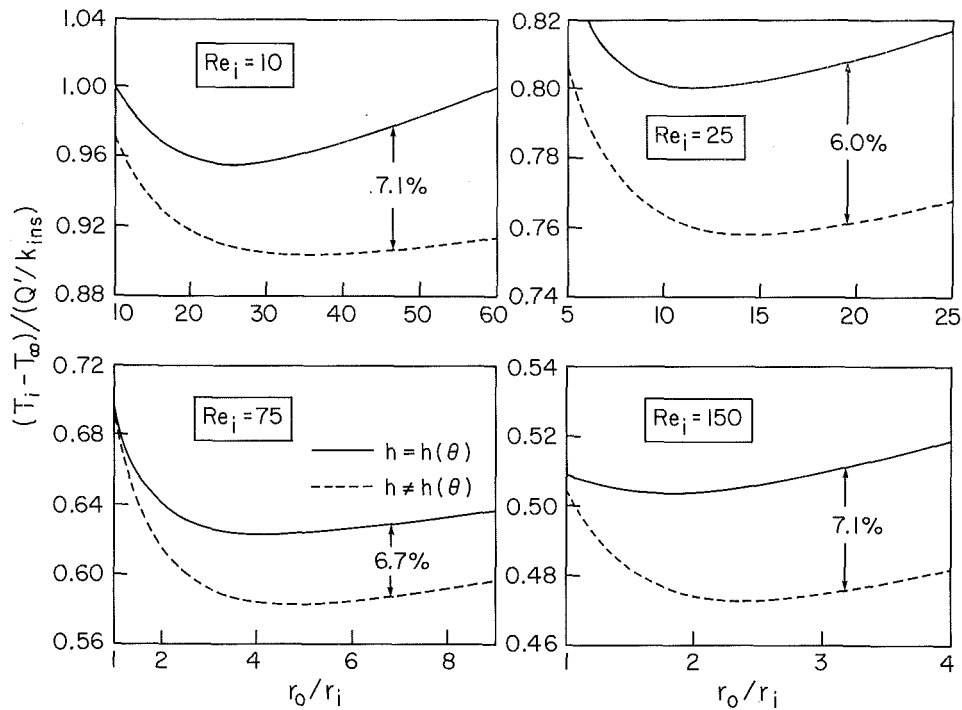 (T_i − T_∞)/(Q'/k_ins)
1.04
1.00
0.96
0.92
0.88
Re_i = 10
7.1%
10 20 30 40 50 60
0.82
0.80
0.78
0.76
0.74
Re_i = 25
6.0%
5 10 15 20 25
0.72
0.68
0.64
0.60
0.56
Re_i = 75
h = h(θ)
h ≠ h(θ)
6.7%
1 2 4 6 8
r_o/r_i
0.54
0.52
0.50
0.48
0.46
Re_i = 150
7.1%
1 2 3 4
r_o/r_i